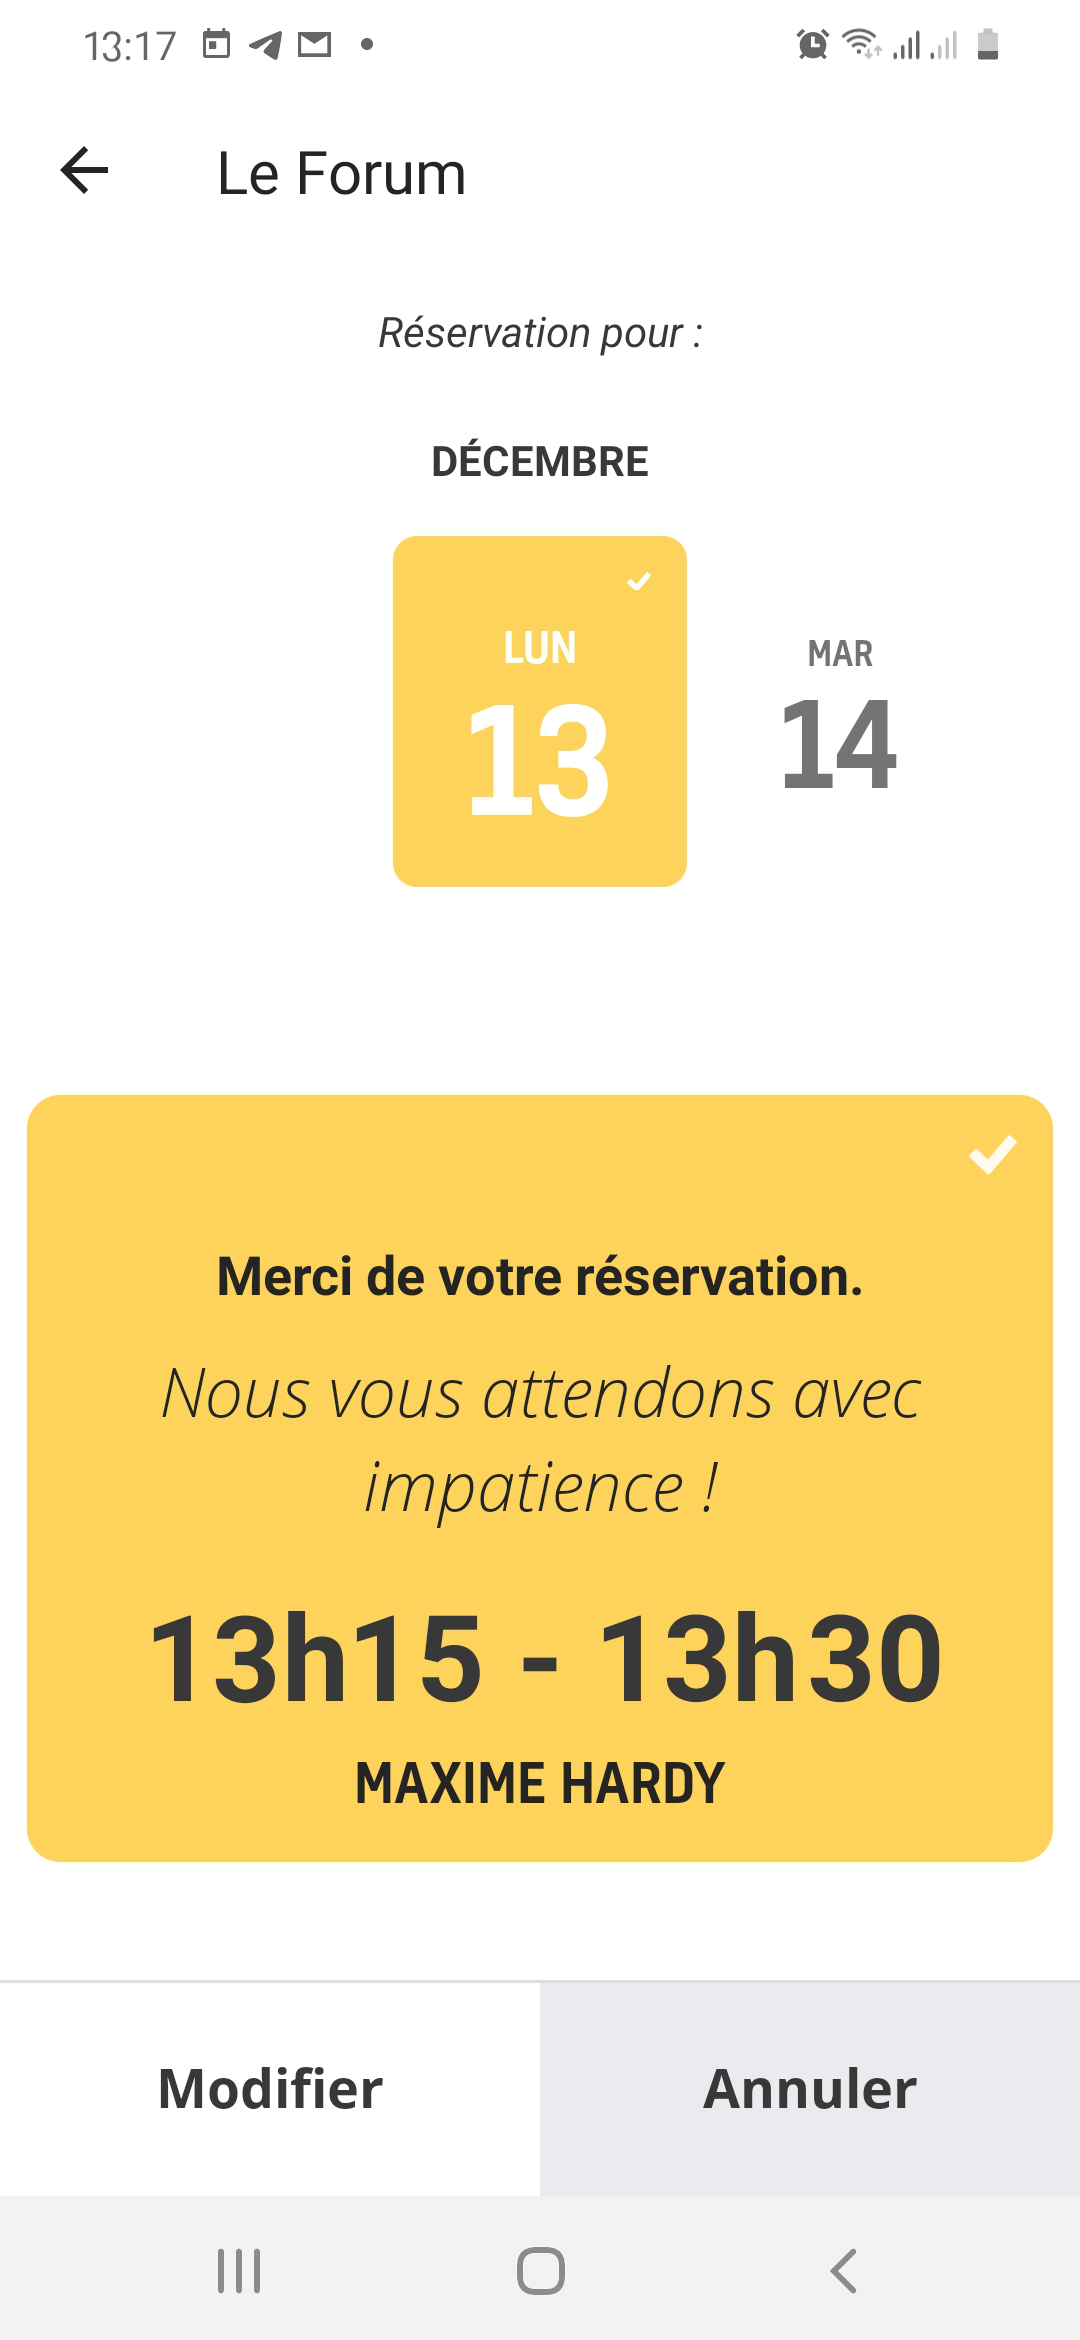 13:17
Le Forum
Réservation pour :
DÉCEMBRE
LUN
13
MAR
14
Merci de votre réservation.
Nous vous attendons avec
impatience !
13h15 - 13h30
MAXIME HARDY
Modifier
Annuler